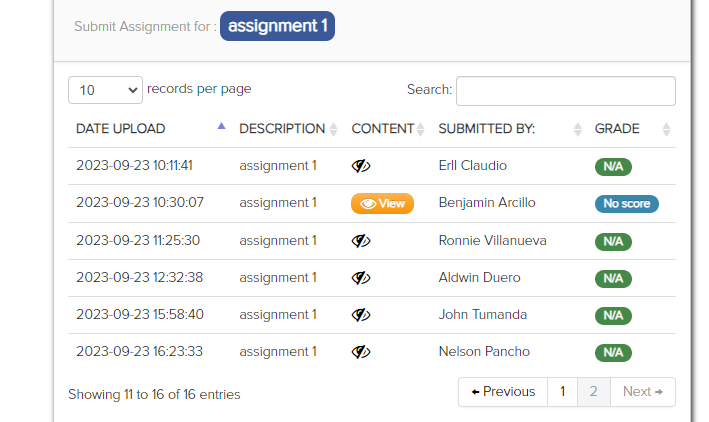 Submit Assignment for : assignment 1
10 records per page Search:
DATE UPLOAD DESCRIPTION CONTENT SUBMITTED BY: GRADE
2023-09-23 10:11:41 assignment 1 Erll Claudio N/A
2023-09-23 10:30:07 assignment 1 View Benjamin Arcillo No score
2023-09-23 11:25:30 assignment 1 Ronnie Villanueva N/A
2023-09-23 12:32:38 assignment 1 Aldwin Duero N/A
2023-09-23 15:58:40 assignment 1 John Tumanda N/A
2023-09-23 16:23:33 assignment 1 Nelson Pancho N/A
Showing 11 to 16 of 16 entries ← Previous 1 2 Next →